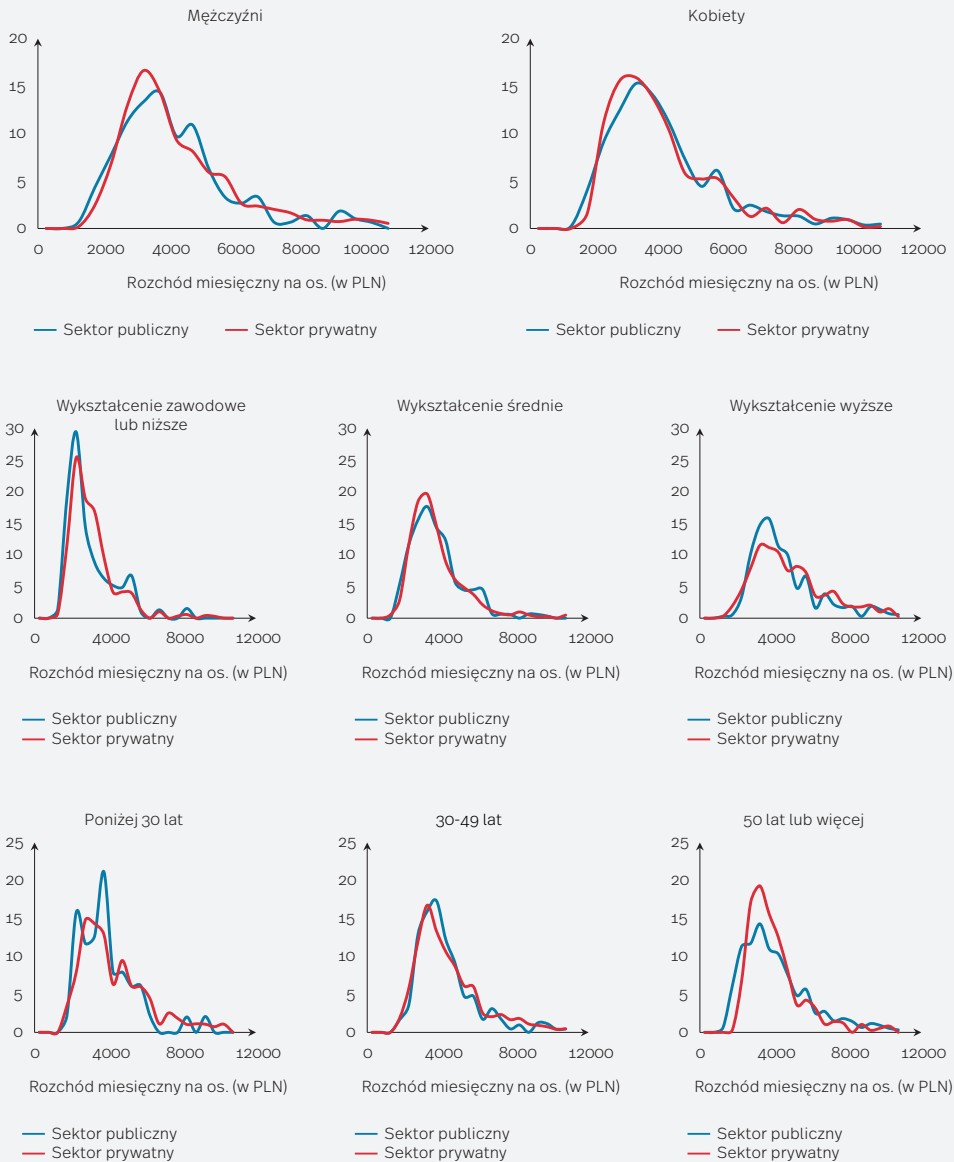 Mężczyźni
20
15
10
5
0
0 2000 4000 6000 8000 10000 12000
Rozchód miesięczny na os. (w PLN)
Sektor publiczny Sektor prywatny
Kobiety
20
15
10
5
0
0 2000 4000 6000 8000 10000 12000
Rozchód miesięczny na os. (w PLN)
Sektor publiczny Sektor prywatny
Wykształcenie zawodowe
lub niższe
30
25
20
15
10
5
0
0 4000 8000 12000
Rozchód miesięczny na os. (w PLN)
Sektor publiczny
Sektor prywatny
Wykształcenie średnie
30
25
20
15
10
5
0
0 4000 8000 12000
Rozchód miesięczny na os. (w PLN)
Sektor publiczny
Sektor prywatny
Wykształcenie wyższe
30
25
20
15
10
5
0
0 4000 8000 12000
Rozchód miesięczny na os. (w PLN)
Sektor publiczny
Sektor prywatny
Poniżej 30 lat
25
20
15
10
5
0
0 4000 8000 12000
Rozchód miesięczny na os. (w PLN)
Sektor publiczny
Sektor prywatny
30-49 lat
25
20
15
10
5
0
0 4000 8000 12000
Rozchód miesięczny na os. (w PLN)
Sektor publiczny
Sektor prywatny
50 lat lub więcej
25
20
15
10
5
0
0 4000 8000 12000
Rozchód miesięczny na os. (w PLN)
Sektor publiczny
Sektor prywatny